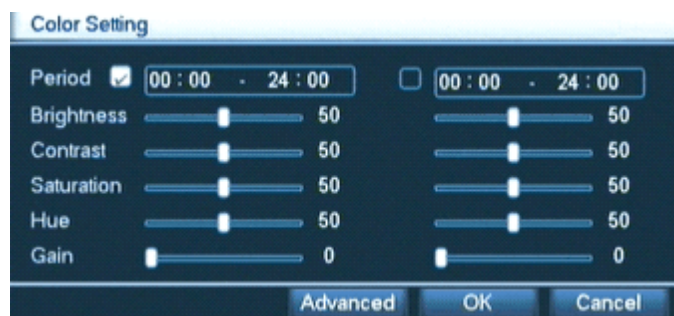 Color Setting
Period 00 : 00 - 24 : 00 00 : 00 - 24 : 00
Brightness 50 50
Contrast 50 50
Saturation 50 50
Hue 50 50
Gain 0 0
Advanced OK Cancel